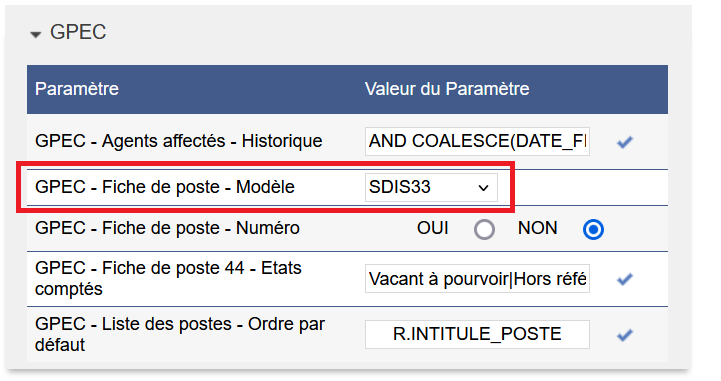 GPEC
Paramètre Valeur du Paramètre
GPEC - Agents affectés - Historique AND COALESCE(DATE_FI
GPEC - Fiche de poste - Modèle SDIS33
GPEC - Fiche de poste - Numéro OUI NON
GPEC - Fiche de poste 44 - Etats
comptés Vacant à pourvoir|Hors réfé
GPEC - Liste des postes - Ordre par
défaut R.INTITULE_POSTE